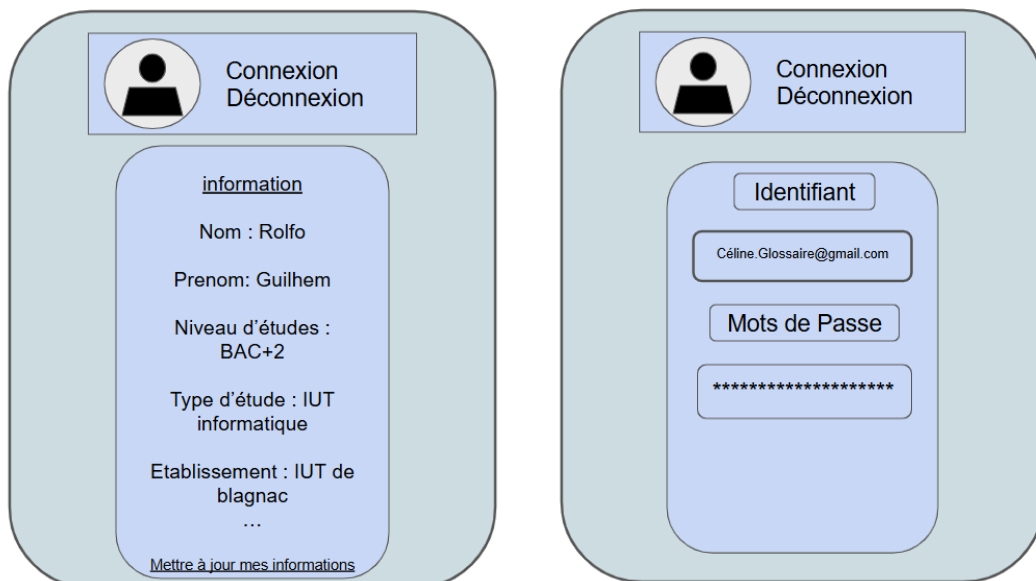 Connexion
Déconnexion
information
Nom : Rolfo
Prenom: Guilhem
Niveau d'études :
BAC+2
Type d'étude : IUT
informatique
Etablissement : IUT de
blagnac
...
Mettre à jour mes informations
Connexion
Déconnexion
Identifiant
Céline.Glossaire@gmail.com
Mots de Passe
********************